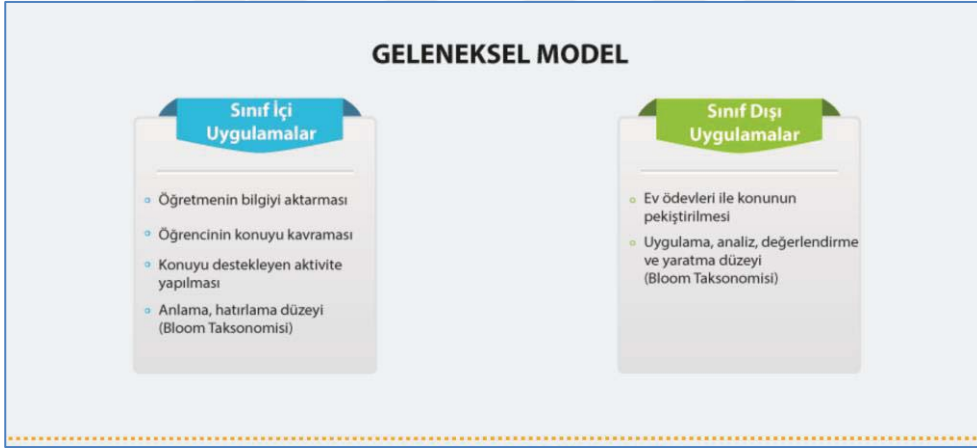 GELENEKSEL MODEL
Sınıf İçi
Uygulamalar
Öğretmenin bilgiyi aktarması
Öğrencinin konuyu kavraması
Konuyu destekleyen aktivite
yapılması
Anlama, hatırlama düzeyi
(Bloom Taksonomisi)
Sınıf Dışı
Uygulamalar
Ev ödevleri ile konunun
pekiştirilmesi
Uygulama, analiz, değerlendirme
ve yaratma düzeyi
(Bloom Taksonomisi)